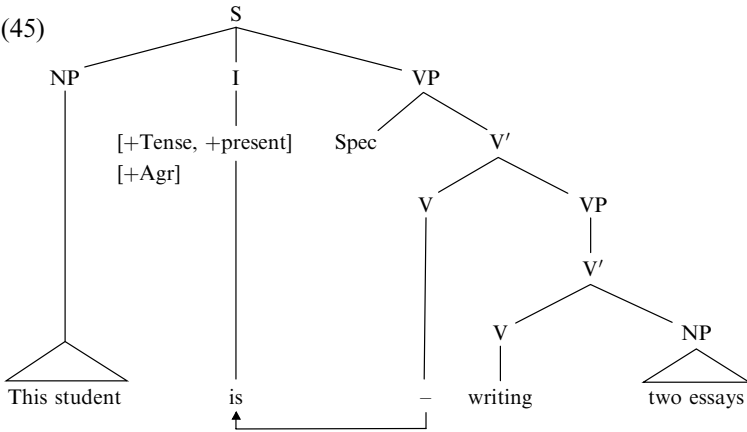 (45)
S
NP I VP
[+Tense, +present] Spec V′
[+Agr]
V VP
V′
V NP
This student is – writing two essays